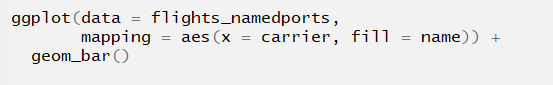 ggplot(data = flights_namedports,
       mapping = aes(x = carrier, fill = name)) +
  geom_bar()